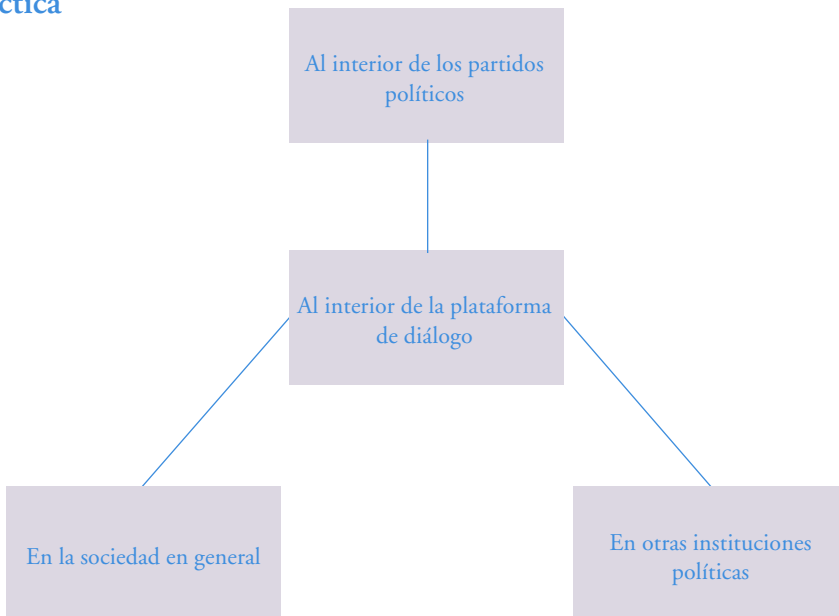 ctica
Al interior de los partidos
políticos
Al interior de la plataforma
de diálogo
En la sociedad en general
En otras instituciones
políticas